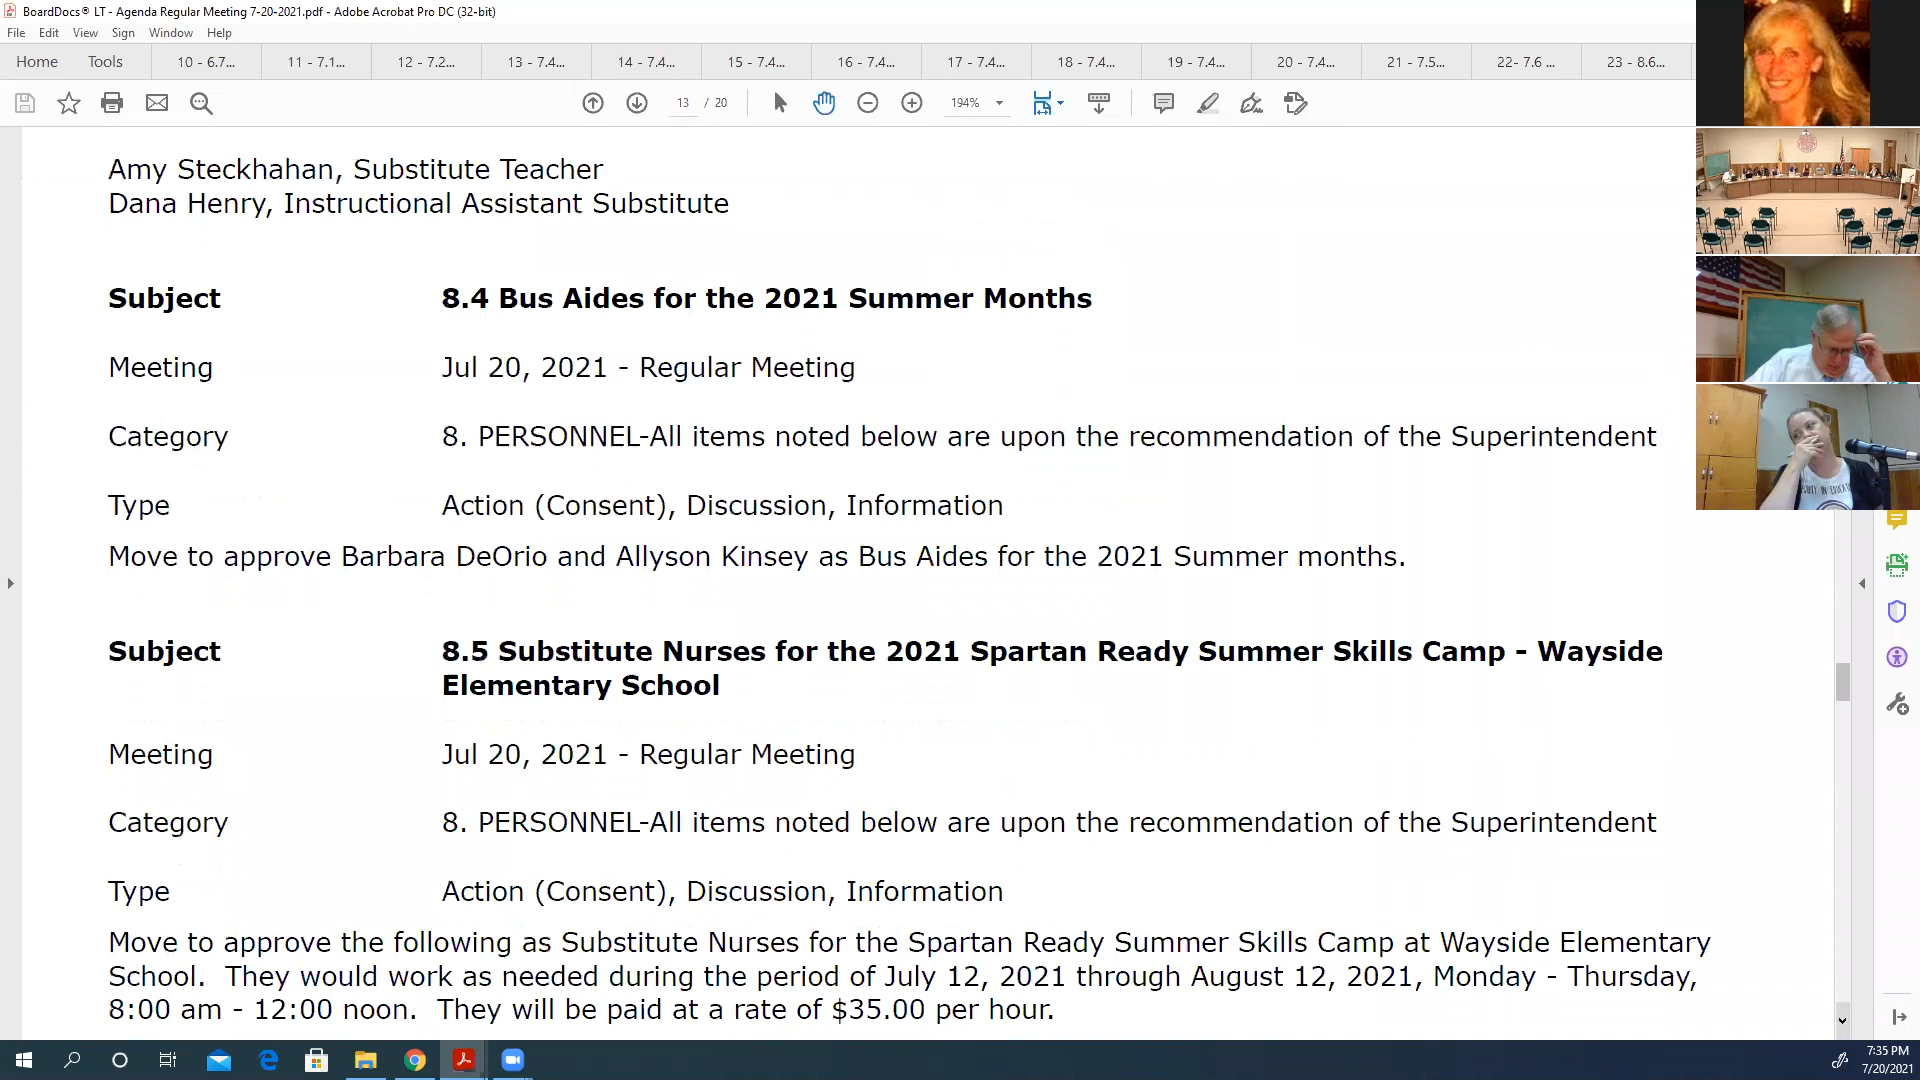 BoardDocs® LT - Agenda Regular Meeting 7-20-2021.pdf - Adobe Acrobat Pro DC (32-bit)
File Edit View Sign Window Help
Home Tools 10 - 6.7... 11 - 7.1... 12 - 7.2... 13 - 7.4... 14 - 7.4... 15 - 7.4... 16 - 7.4... 17 - 7.4... 18 - 7.4... 19 - 7.4... 20 - 7.4... 21 - 7.5... 22- 7.6 ... 23 - 8.6...
13 / 20 194%
Amy Steckhahan, Substitute Teacher
Dana Henry, Instructional Assistant Substitute
Subject 8.4 Bus Aides for the 2021 Summer Months
Meeting Jul 20, 2021 - Regular Meeting
Category 8. PERSONNEL-All items noted below are upon the recommendation of the Superintendent
Type Action (Consent), Discussion, Information
Move to approve Barbara DeOrio and Allyson Kinsey as Bus Aides for the 2021 Summer months.
Subject 8.5 Substitute Nurses for the 2021 Spartan Ready Summer Skills Camp - Wayside
Elementary School
Meeting Jul 20, 2021 - Regular Meeting
Category 8. PERSONNEL-All items noted below are upon the recommendation of the Superintendent
Type Action (Consent), Discussion, Information
Move to approve the following as Substitute Nurses for the Spartan Ready Summer Skills Camp at Wayside Elementary
School. They would work as needed during the period of July 12, 2021 through August 12, 2021, Monday - Thursday,
8:00 am - 12:00 noon. They will be paid at a rate of $35.00 per hour.
7:35 PM
7/20/2021